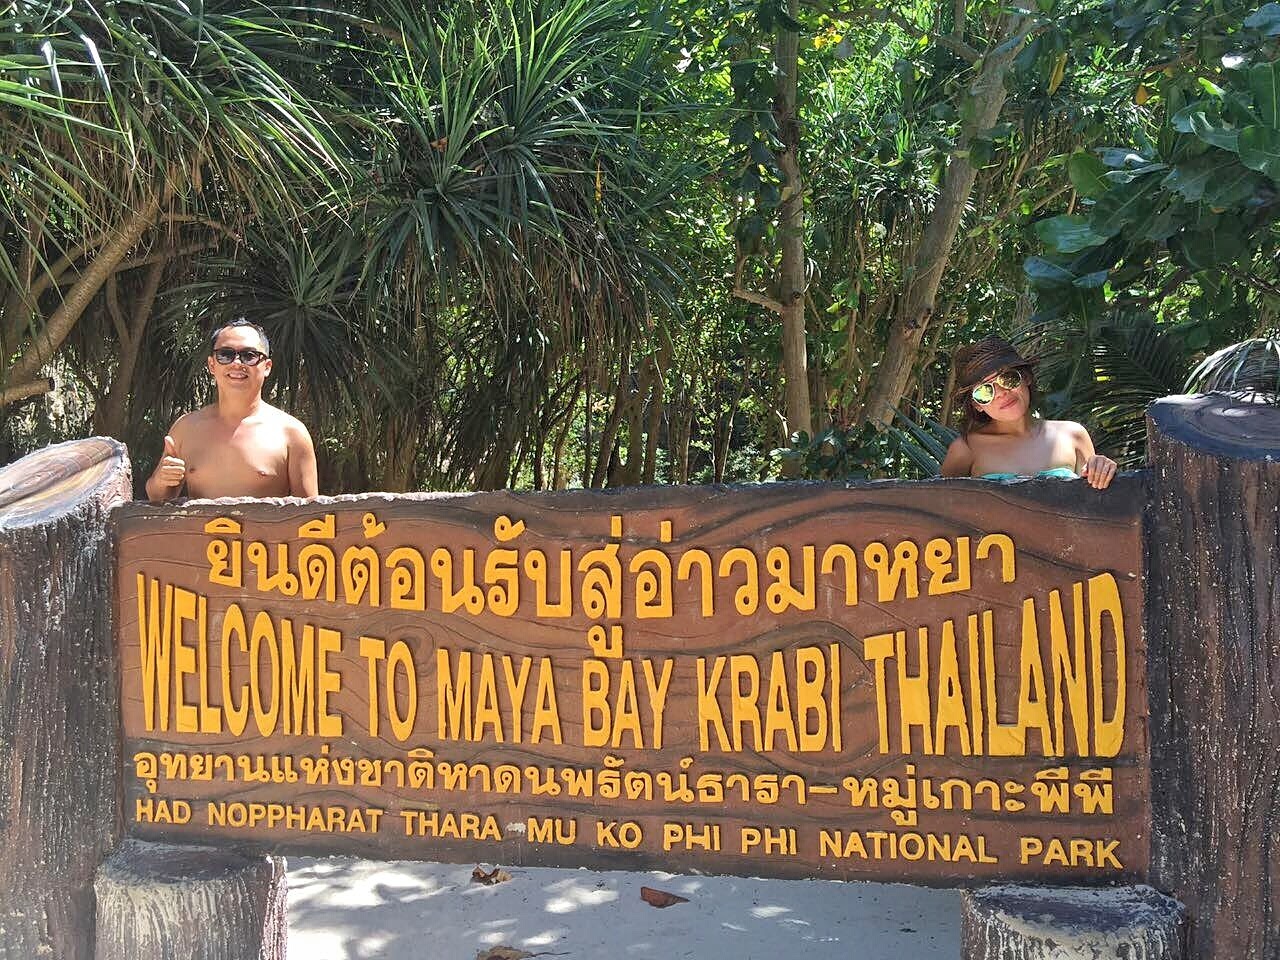 ยินดีต้อนรับสู่อ่าวมาหยา
WELCOME TO MAYA BAY KRABI THAILAND
อุทยานแห่งชาติหาดนพรัตน์ธารา-หมู่เกาะพีพี
HAD NOPPHARAT THARA MU KO PHI PHI NATIONAL PARK